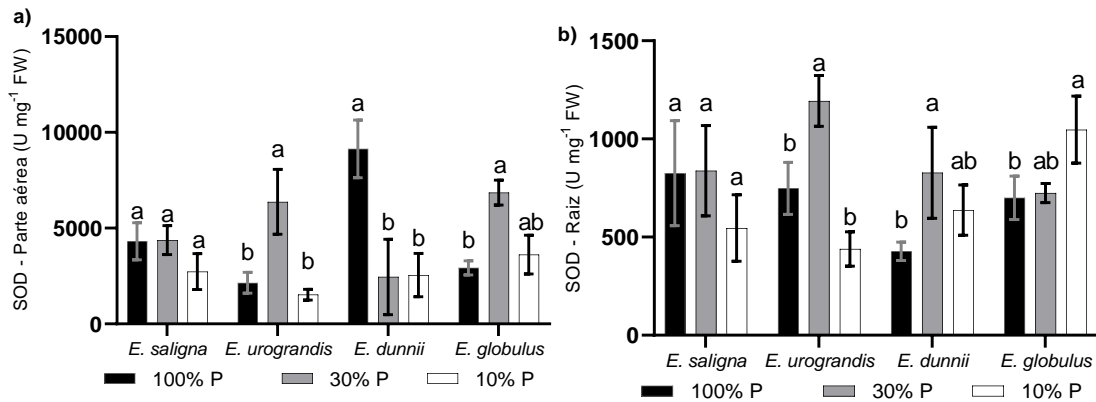 a)
SOD - Parte aérea (U mg-1 FW)
15000
10000
5000
0
a a a
b a b
a b b
b a ab
E. saligna E. urograndis E. dunnii E. globulus
100% P 30% P 10% P
b)
SOD - Raiz (U mg-1 FW)
1500
1000
500
0
a a a
b a b
b a ab
b ab a
E. saligna E. urograndis E. dunnii E. globulus
100% P 30% P 10% P